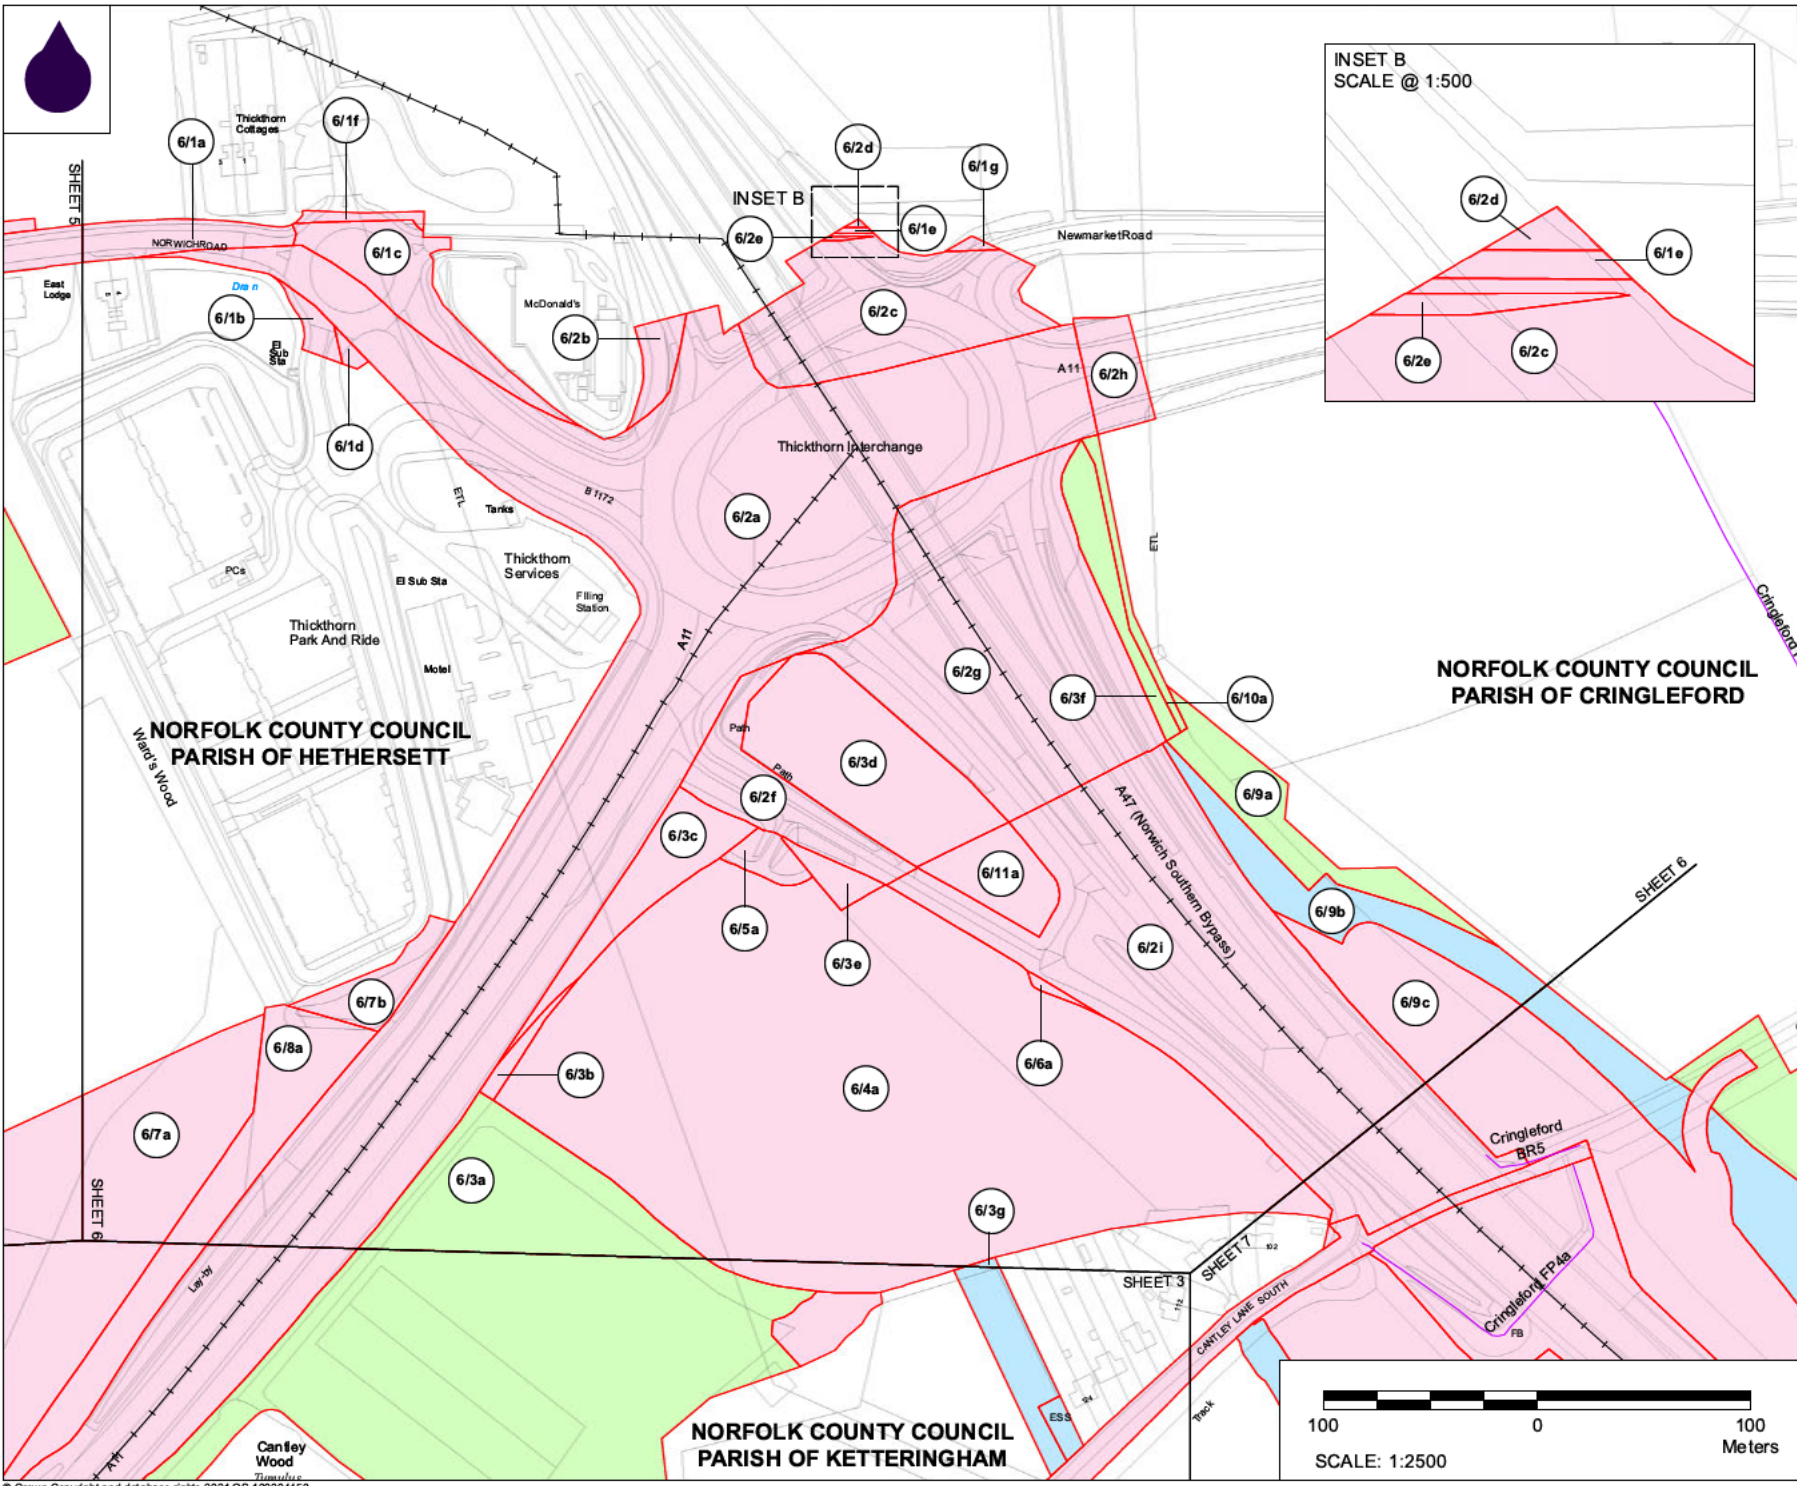 INSET B
SCALE @ 1:500
6/2d
6/1e
6/2e
6/2c
Thickthorn
Cottages
6/1a
6/1f
6/2d
6/1g
SHEET 5
INSET B
6/2e
6/1e
NORWICHROAD
6/1c
Newmarket Road
East
Lodge
Drain
6/1b
El
Sub
Sta
McDonald's
6/2b
6/2c
A11
6/2h
6/1d
Thickthorn Interchange
ETL
B1172
Tanks
6/2a
ETL
PCs
El Sub Sta
Thickthorn
Services
Filling
Station
Thickthorn
Park And Ride
A11
Motel
Cringleford
6/2g
6/3f
6/10a
NORFOLK COUNTY COUNCIL
PARISH OF CRINGLEFORD
NORFOLK COUNTY COUNCIL
PARISH OF HETHERSETT
Ward's Wood
Path
Path
6/3d
6/2f
6/3c
A47 (Norwich Southern Bypass)
6/9a
6/11a
SHEET 6
6/9b
6/5a
6/3e
6/2i
6/7b
6/9c
6/8a
6/6a
6/3b
6/4a
6/7a
Cringleford
BR5
6/3a
SHEET 6
6/3g
102
SHEET 7
SHEET 3
112
Lay-by
CANTLEY LANE SOUTH
Cringleford FP4a
FB
ESS
124
Track
NORFOLK COUNTY COUNCIL
PARISH OF KETTERINGHAM
A11
Cantley
Wood
Tumulus
100
0
100
Meters
SCALE: 1:2500